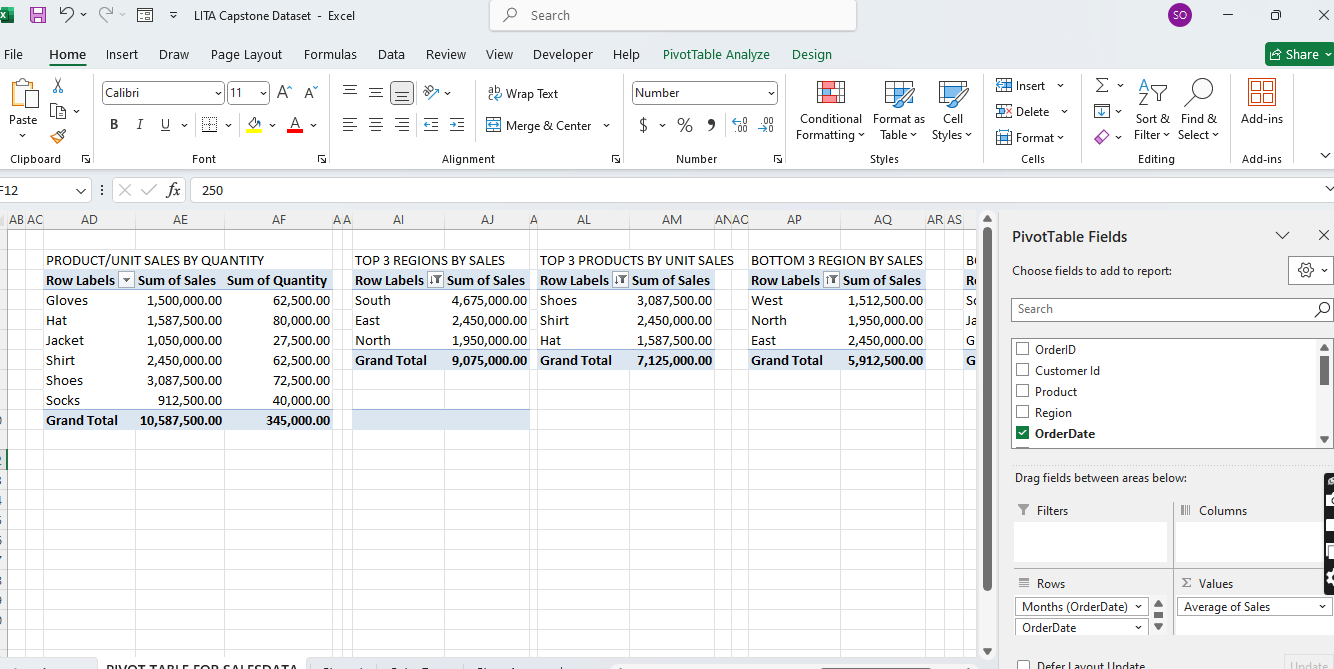 LITA Capstone Dataset - Excel
Search
SO
File Home Insert Draw Page Layout Formulas Data Review View Developer Help PivotTable Analyze Design Share
Paste
Calibri 11
B I U
Wrap Text
Merge & Center
Number
$ %
Conditional Formatting
Format as Table
Cell Styles
Insert
Delete
Format
Sort & Filter
Find & Select
Add-ins
Clipboard Font Alignment Number Styles Cells Editing Add-ins
F12 fx 250
AB AC AD AE AF A A AI AJ A AL AM AN AO AP AQ AR AS
PRODUCT/UNIT SALES BY QUANTITY TOP 3 REGIONS BY SALES TOP 3 PRODUCTS BY UNIT SALES BOTTOM 3 REGION BY SALES
Row Labels Sum of Sales Sum of Quantity Row Labels Sum of Sales Row Labels Sum of Sales Row Labels Sum of Sales
Gloves 1,500,000.00 62,500.00 South 4,675,000.00 Shoes 3,087,500.00 West 1,512,500.00
Hat 1,587,500.00 80,000.00 East 2,450,000.00 Shirt 2,450,000.00 North 1,950,000.00
Jacket 1,050,000.00 27,500.00 North 1,950,000.00 Hat 1,587,500.00 East 2,450,000.00
Shirt 2,450,000.00 62,500.00 Grand Total 9,075,000.00 Grand Total 7,125,000.00 Grand Total 5,912,500.00
Shoes 3,087,500.00 72,500.00
Socks 912,500.00 40,000.00
Grand Total 10,587,500.00 345,000.00
PIVOT TABLE FOR SALESDATA
PivotTable Fields
Choose fields to add to report:
Search
OrderID
Customer Id
Product
Region
OrderDate
Drag fields between areas below:
Filters Columns
Rows Values
Months (OrderDate) Average of Sales
OrderDate
Defer Layout Update Update